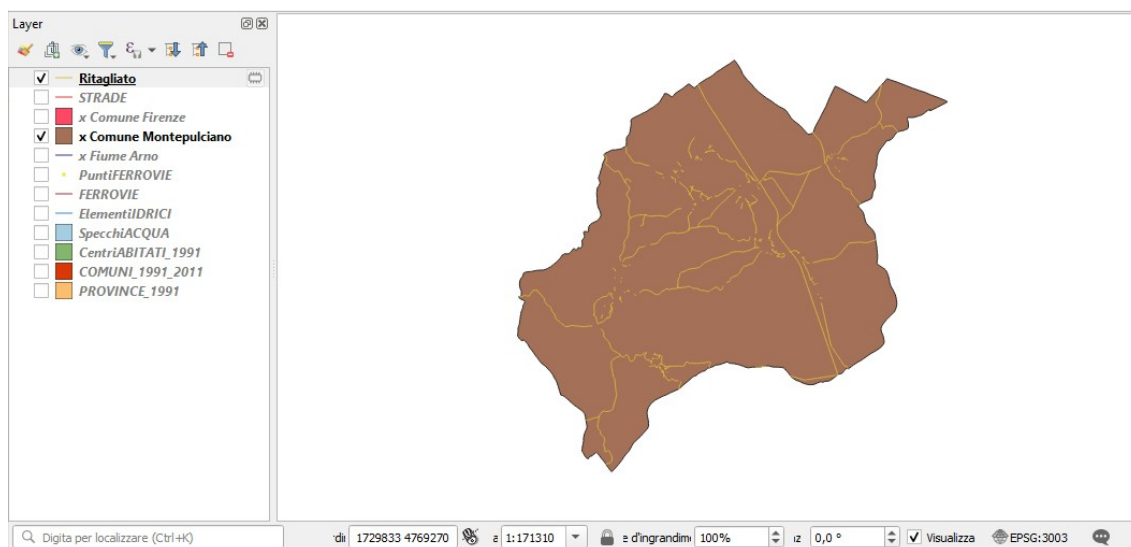 Layer
Ritagliato
STRADE
x Comune Firenze
x Comune Montepulciano
x Fiume Arno
PuntiFERROVIE
FERROVIE
ElementiIDRICI
SpecchiACQUA
CentriABITATI_1991
COMUNI_1991_2011
PROVINCE_1991
Digita per localizzare (Ctrl+K) 1729833 4769270 1:171310 e d'ingrandim 100% 0,0 ° Visualizza EPSG:3003